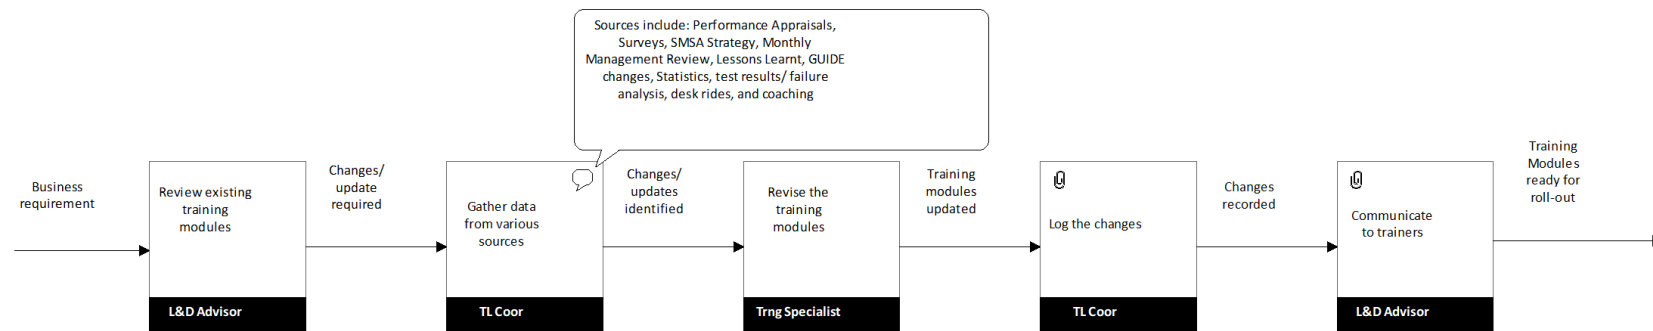 Sources include: Performance Appraisals,
Surveys, SMSA Strategy, Monthly
Management Review, Lessons Learnt, GUIDE
changes, Statistics, test results/ failure
analysis, desk rides, and coaching
Business
requirement
Review existing
training
modules
L&D Advisor
Changes/
update
required
Gather data
from various
sources
TL Coor
Changes/
updates
identified
Revise the
training
modules
Trng Specialist
Training
modules
updated
Log the changes
TL Coor
Changes
recorded
Communicate
to trainers
L&D Advisor
Training
Modules
ready for
roll-out